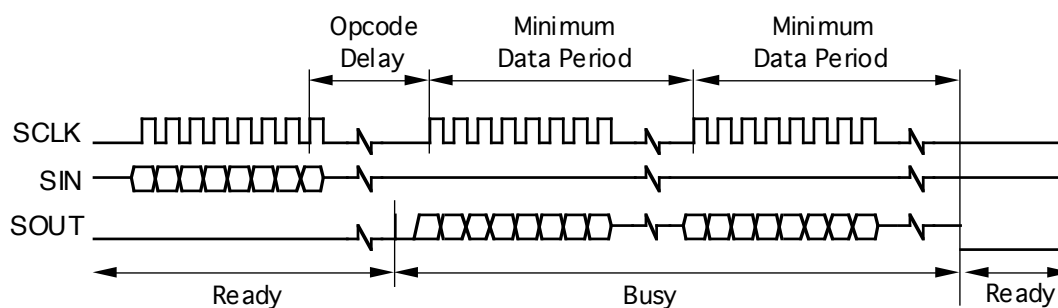 Opcode
Delay
Minimum
Data Period
Minimum
Data Period
SCLK
SIN
SOUT
Ready
Busy
Ready